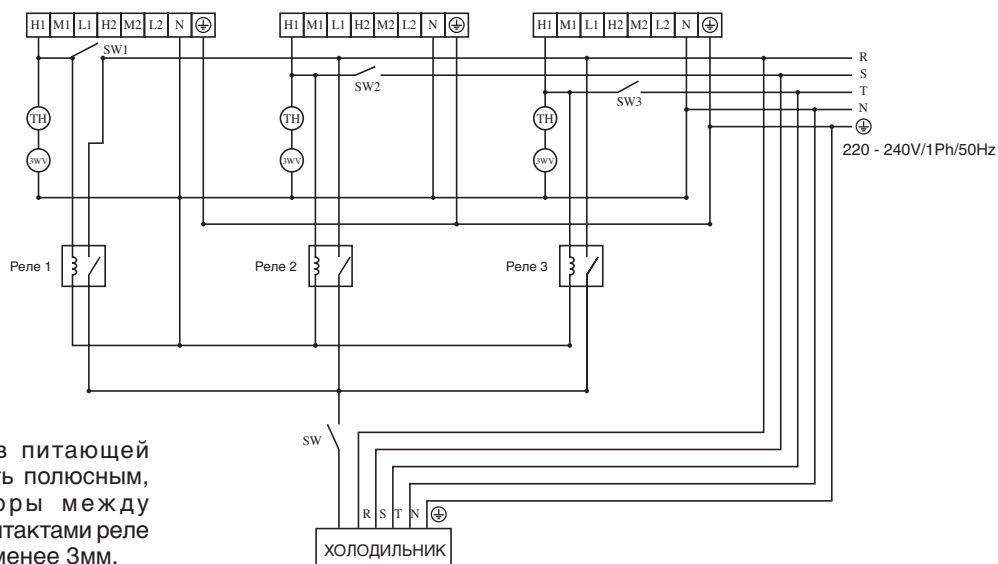 H1 M1 L1 H2 M2 L2 N
H1 M1 L1 H2 M2 L2 N
H1 M1 L1 H2 M2 L2 N
SW1
SW2
SW3
R
S
T
N
220 - 240V/1Ph/50Hz
TH
TH
TH
3WV
3WV
3WV
Реле 1
Реле 2
Реле 3
SW
R S T N
ХОЛОДИЛЬНИК
в питающей
ть полюсным,
оры между
нтактами реле
менее 3мм.